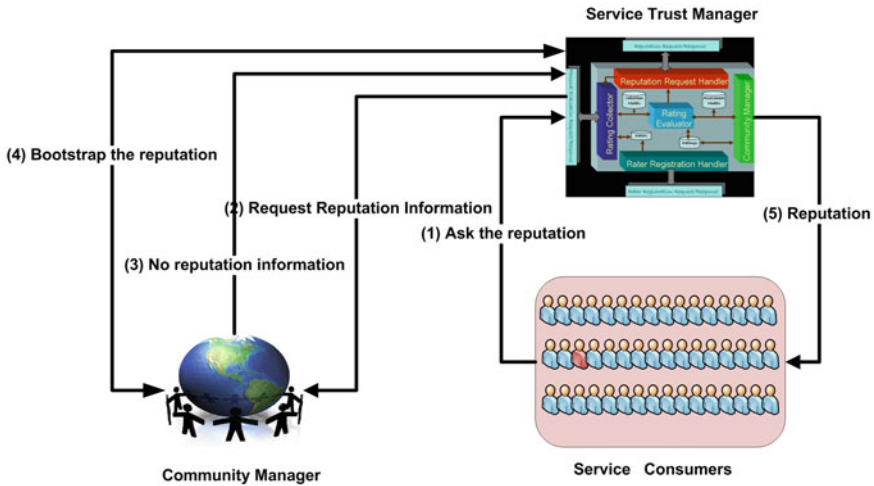 Service Trust Manager
Reputation Request Handler
Rating Collector
Rating
Evaluator
Community Manager
Rater Registration Handler
(4) Bootstrap the reputation
(2) Request Reputation Information
(1) Ask the reputation
(5) Reputation
(3) No reputation information
Community Manager
Service Consumers